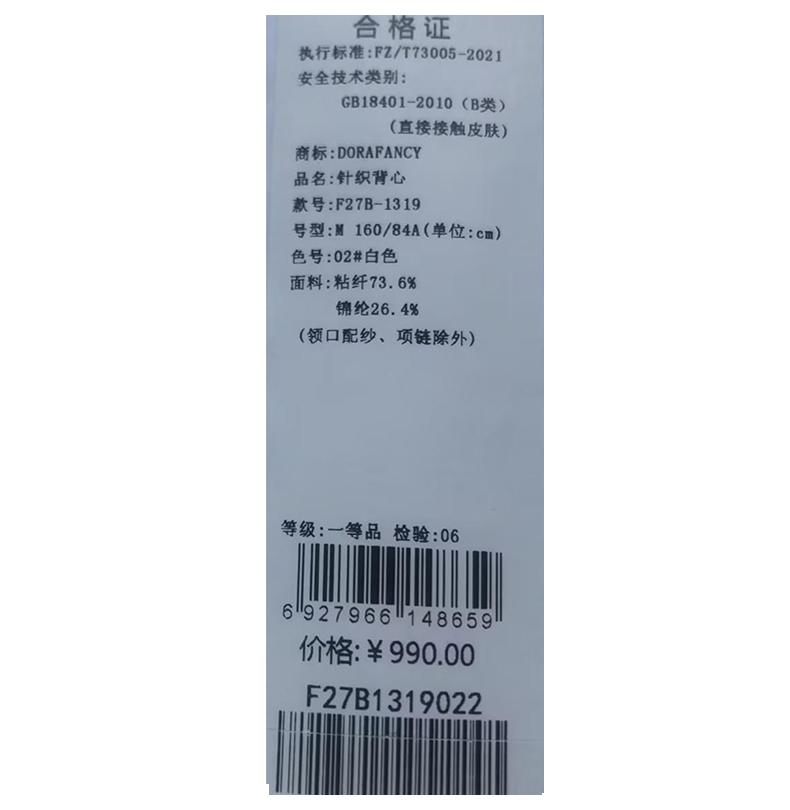 合格证
执行标准:FZ/T73005-2021
安全技术类别:
GB18401-2010（B类）
(直接接触皮肤)
商标:DORAFANCY
品名:针织背心
款号:F27B-1319
号型:M 160/84A(单位:cm)
色号:02#白色
面料:粘纤73.6%
锦纶26.4%
(领口配纱、项链除外)
等级:一等品 检验:06
6 927966 148659
价格:￥990.00
F27B1319022